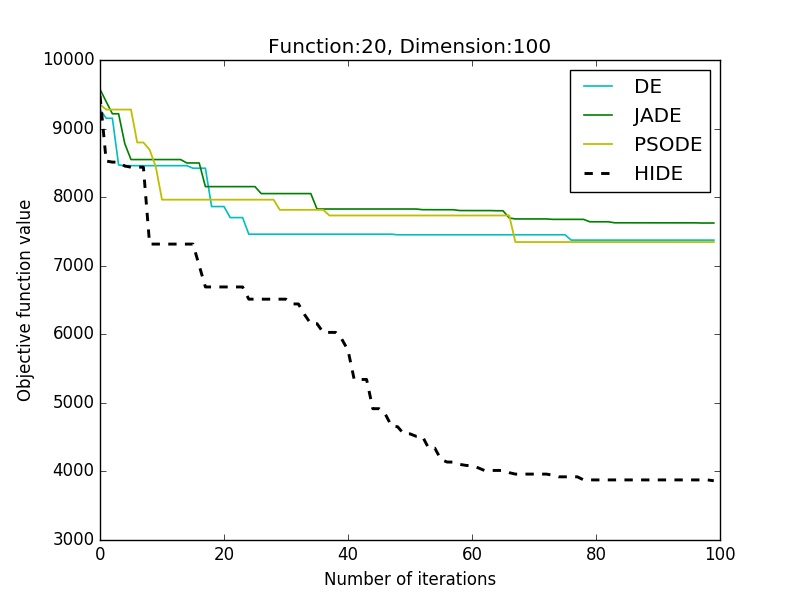 Function:20, Dimension:100
10000
9000
8000
7000
6000
5000
4000
3000
Objective function value
0 20 40 60 80 100
Number of iterations
DE
JADE
PSODE
HIDE